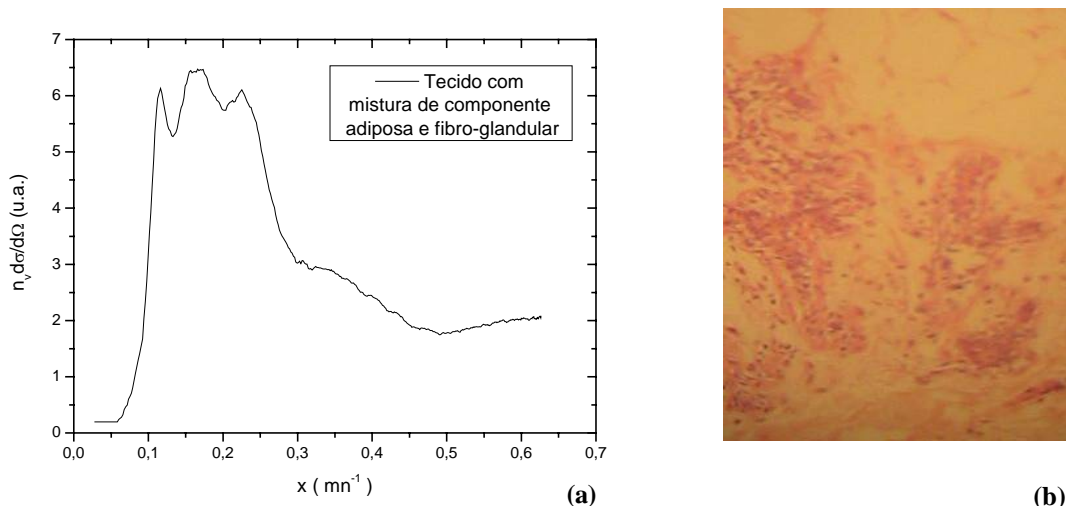 7
6
5
4
3
2
1
0
n_v dσ/dΩ (u.a.)
Tecido com
mistura de componente
adiposa e fibro-glandular
0,0 0,1 0,2 0,3 0,4 0,5 0,6 0,7
x ( mn⁻¹)
(a)
(b)